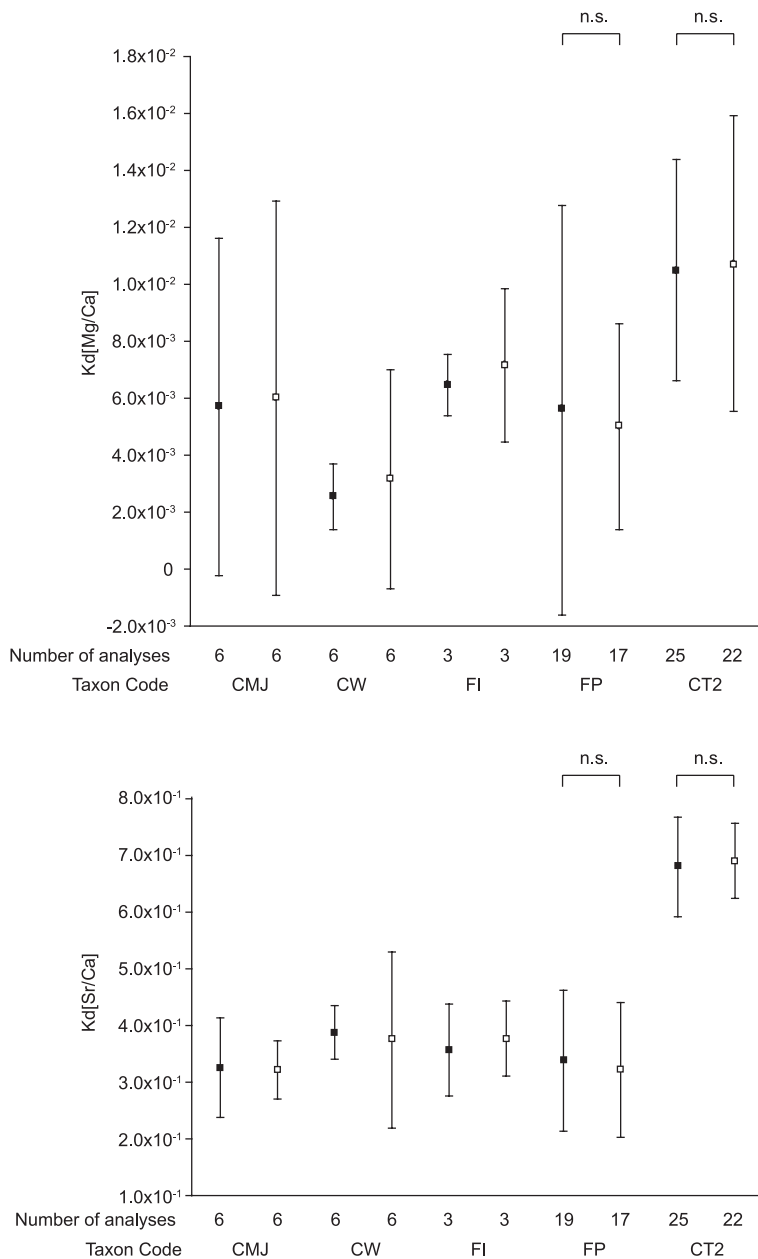 n.s. n.s.
1.8x10⁻²
1.6x10⁻²
1.4x10⁻²
1.2x10⁻²
1.0x10⁻²
8.0x10⁻³
6.0x10⁻³
4.0x10⁻³
2.0x10⁻³
0
-2.0x10⁻³
Kd[Mg/Ca]
Number of analyses 6 6 6 6 3 3 19 17 25 22
Taxon Code CMJ CW FI FP CT2
n.s. n.s.
8.0x10⁻¹
7.0x10⁻¹
6.0x10⁻¹
5.0x10⁻¹
4.0x10⁻¹
3.0x10⁻¹
2.0x10⁻¹
1.0x10⁻¹
Kd[Sr/Ca]
Number of analyses 6 6 6 6 3 3 19 17 25 22
Taxon Code CMJ CW FI FP CT2